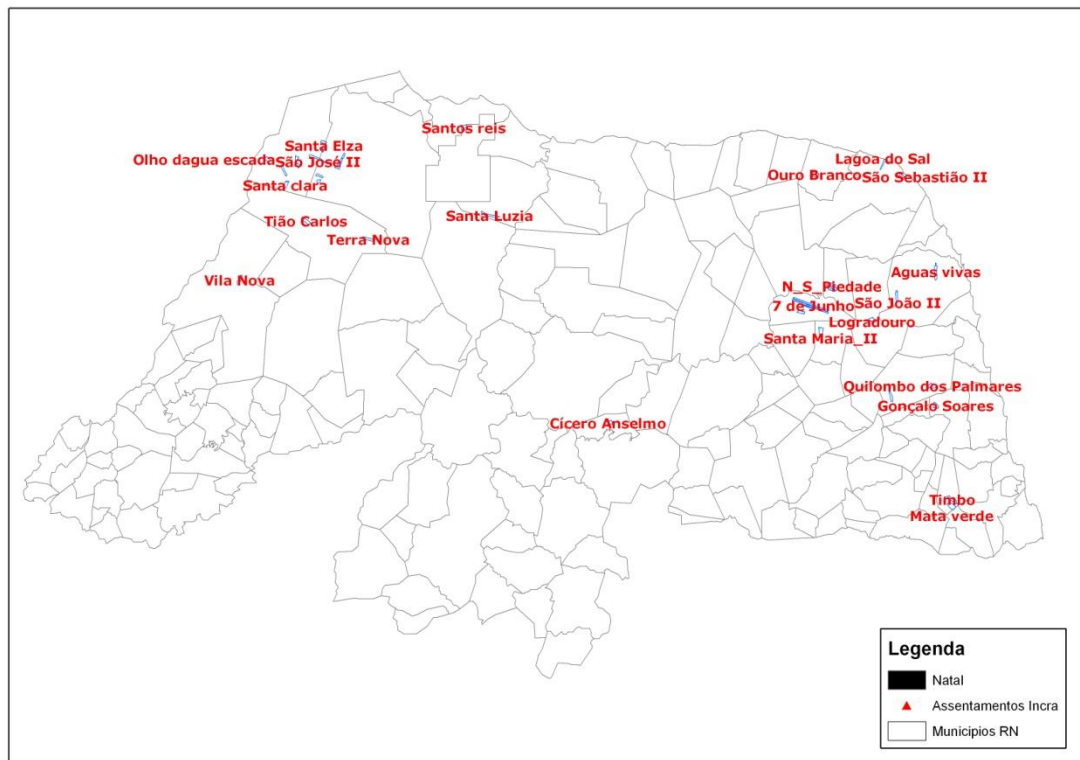 Santos reis
Santa Elza
Olho dagua escada
São José II
Santa clara
Lagoa do Sal
Ouro Branco
São Sebastião II
Santa Luzia
Tião Carlos
Terra Nova
Vila Nova
Aguas vivas
N_S_Piedade
7 de Junho
São João II
Logradouro
Santa Maria_II
Quilombo dos Palmares
Gonçalo Soares
Cícero Anselmo
Timbo
Mata verde
Legenda
Natal
Assentamentos Incra
Municipios RN